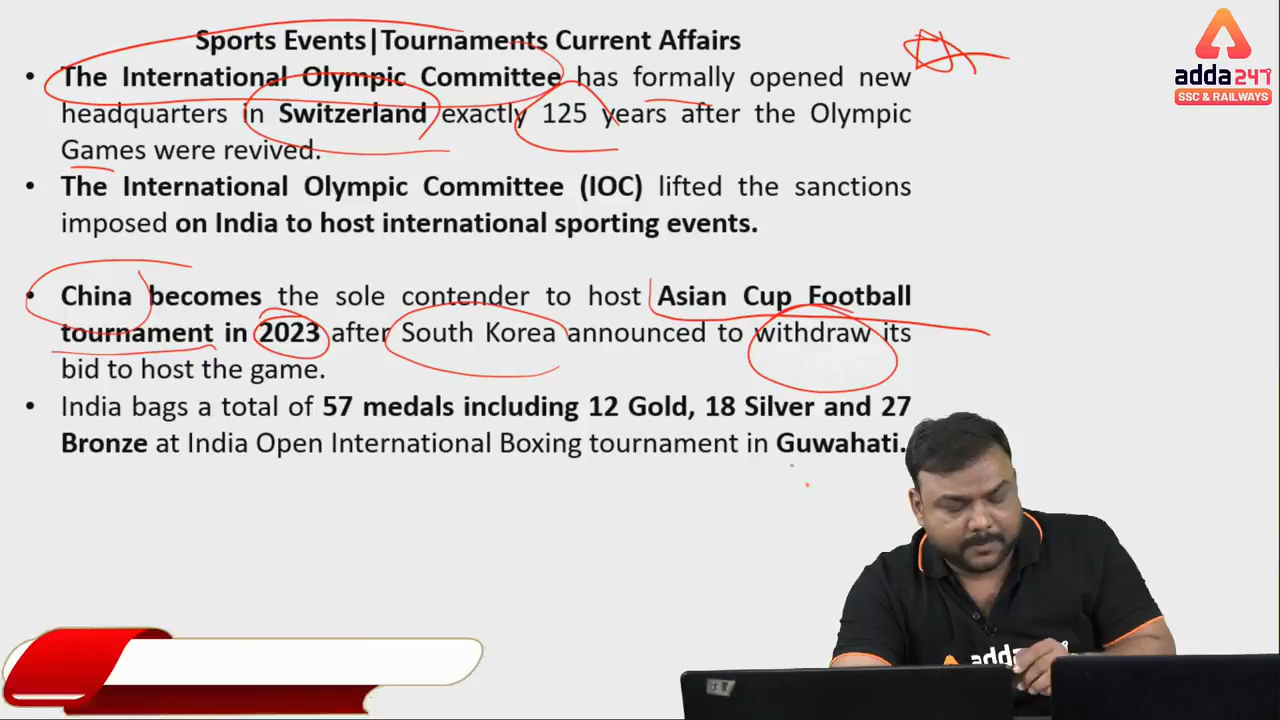 Sports Events|Tournaments Current Affairs
• The International Olympic Committee has formally opened new
headquarters in Switzerland exactly 125 years after the Olympic
Games were revived.
• The International Olympic Committee (IOC) lifted the sanctions
imposed on India to host international sporting events.
• China becomes the sole contender to host Asian Cup Football
tournament in 2023 after South Korea announced to withdraw its
bid to host the game.
• India bags a total of 57 medals including 12 Gold, 18 Silver and 27
Bronze at India Open International Boxing tournament in Guwahati.
adda247
SSC & RAILWAYS